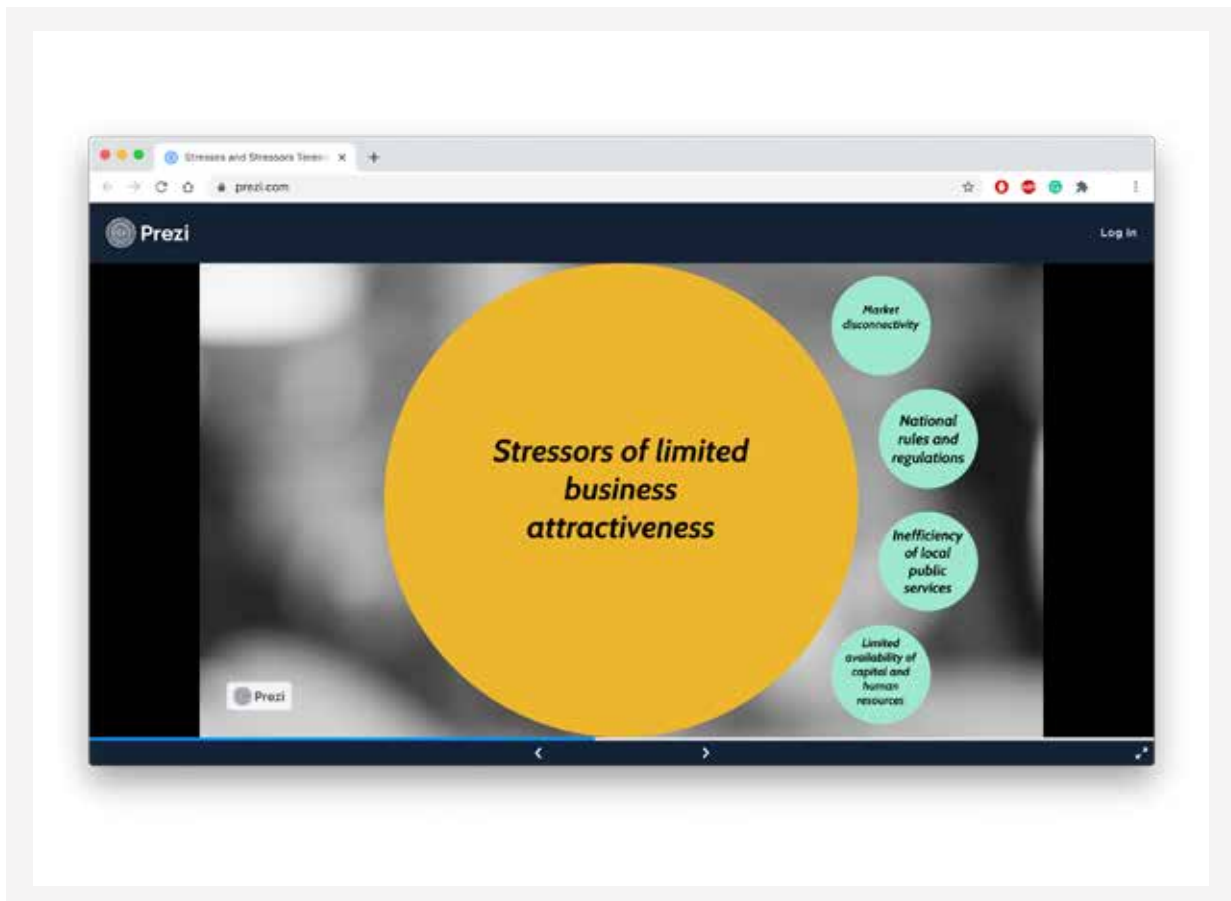 Stresses and Stressors
prezi.com
Prezi
Log in
Market
disconnectivity
National
rules and
regulations
Stressors of limited
business
attractiveness
Inefficiency
of local
public
services
Limited
availability of
capital and
human
resources
Prezi